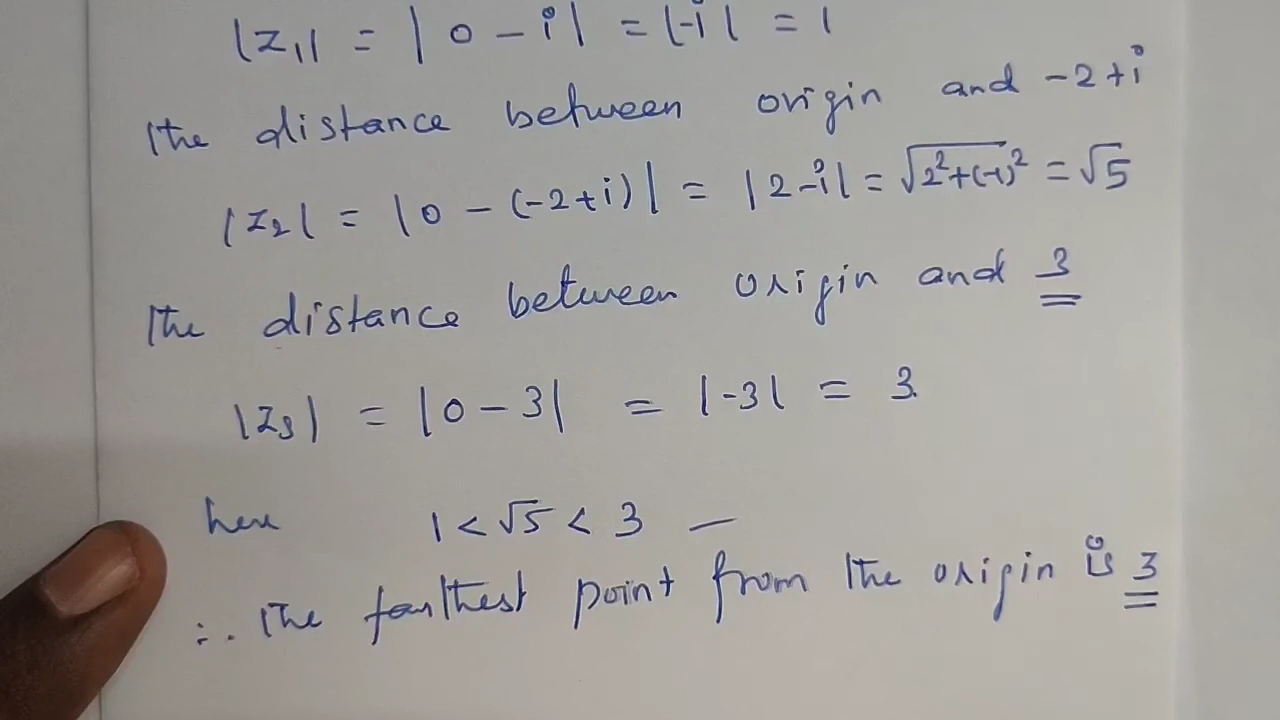 |z₁| = |0 - i| = |-i| = 1
The distance between origin and -2+i
|z₂| = |0 - (-2+i)| = |2-i| = √2²+(-1)² = √5
The distance between origin and 3
|z₃| = |0 - 3| = |-3| = 3.
here 1 < √5 < 3 —
∴ The farthest point from the origin is 3